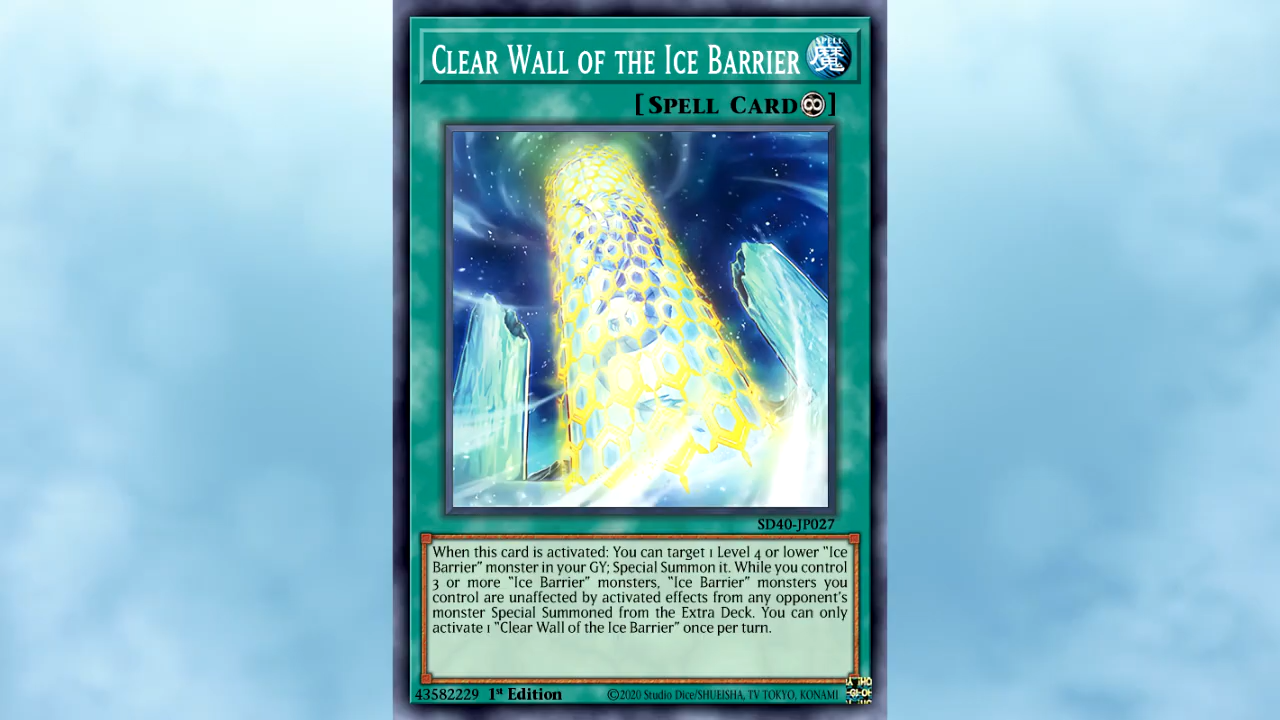 CLEAR WALL OF THE ICE BARRIER
SPELL
魔
[SPELL CARD]
SD40-JP027
When this card is activated: You can target 1 Level 4 or lower "Ice
Barrier" monster in your GY; Special Summon it. While you control
3 or more "Ice Barrier" monsters, "Ice Barrier" monsters you
control are unaffected by activated effects from any opponent's
monster Special Summoned from the Extra Deck. You can only
activate 1 "Clear Wall of the Ice Barrier" once per turn.
43582229 1st Edition ©2020 Studio Dice/SHUEISHA, TV TOKYO, KONAMI